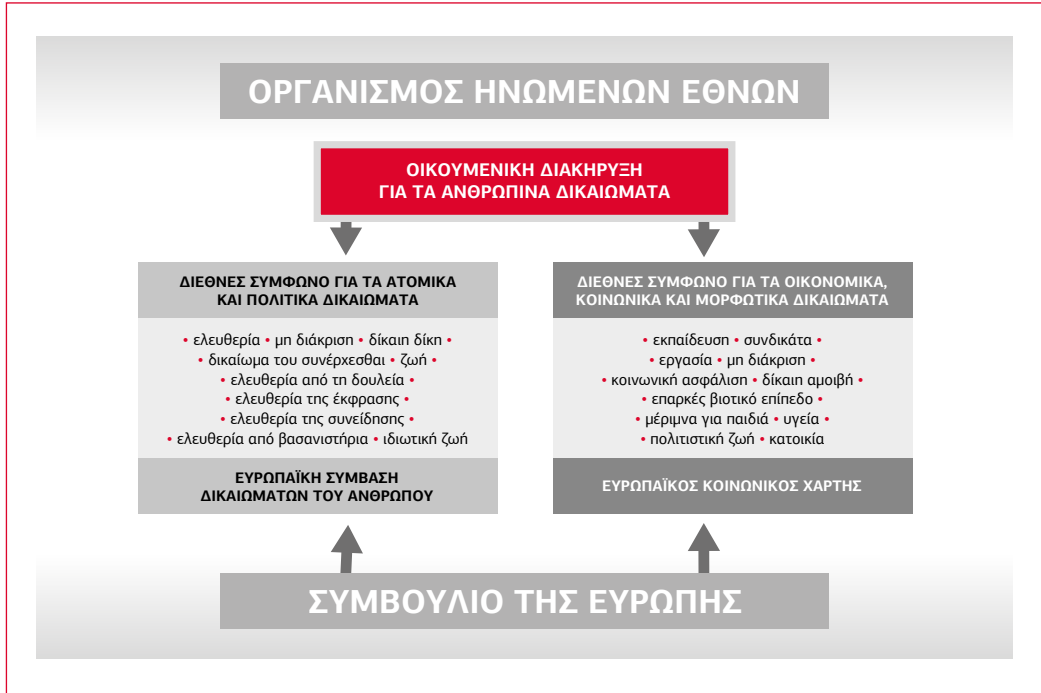 ΟΡΓΑΝΙΣΜΟΣ ΗΝΩΜΕΝΩΝ ΕΘΝΩΝ
ΟΙΚΟΥΜΕΝΙΚΗ ΔΙΑΚΗΡΥΞΗ
ΓΙΑ ΤΑ ΑΝΘΡΩΠΙΝΑ ΔΙΚΑΙΩΜΑΤΑ
ΔΙΕΘΝΕΣ ΣΥΜΦΩΝΟ ΓΙΑ ΤΑ ΑΤΟΜΙΚΑ
ΚΑΙ ΠΟΛΙΤΙΚΑ ΔΙΚΑΙΩΜΑΤΑ
• ελευθερία • μη διάκριση • δίκαιη δίκη •
• δικαίωμα του συνέρχεσθαι • ζωή •
• ελευθερία από τη δουλεία •
• ελευθερία της έκφρασης •
• ελευθερία της συνείδησης •
• ελευθερία από βασανιστήρια • ιδιωτική ζωή
ΕΥΡΩΠΑΪΚΗ ΣΥΜΒΑΣΗ
ΔΙΚΑΙΩΜΑΤΩΝ ΤΟΥ ΑΝΘΡΩΠΟΥ
ΔΙΕΘΝΕΣ ΣΥΜΦΩΝΟ ΓΙΑ ΤΑ ΟΙΚΟΝΟΜΙΚΑ,
ΚΟΙΝΩΝΙΚΑ ΚΑΙ ΜΟΡΦΩΤΙΚΑ ΔΙΚΑΙΩΜΑΤΑ
• εκπαίδευση • συνδικάτα •
• εργασία • μη διάκριση •
• κοινωνική ασφάλιση • δίκαιη αμοιβή •
• επαρκές βιοτικό επίπεδο •
• μέριμνα για παιδιά • υγεία •
• πολιτιστική ζωή • κατοικία
ΕΥΡΩΠΑΪΚΟΣ ΚΟΙΝΩΝΙΚΟΣ ΧΑΡΤΗΣ
ΣΥΜΒΟΥΛΙΟ ΤΗΣ ΕΥΡΩΠΗΣ